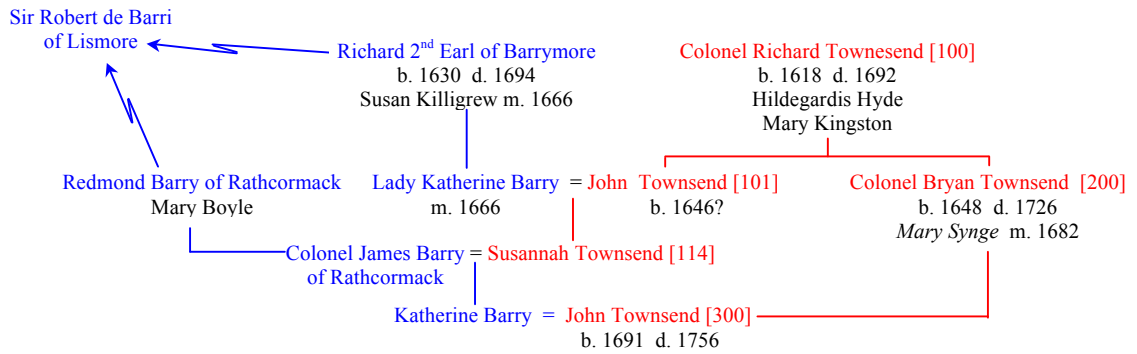 Sir Robert de Barri
of Lismore
Richard 2nd Earl of Barrymore
b. 1630 d. 1694
Susan Killigrew m. 1666
Colonel Richard Townesend [100]
b. 1618 d. 1692
Hildegardis Hyde
Mary Kingston
Redmond Barry of Rathcormack
Mary Boyle
Lady Katherine Barry = John Townsend [101]
m. 1666
b. 1646?
Colonel Bryan Townsend [200]
b. 1648 d. 1726
Mary Synge m. 1682
Colonel James Barry = Susannah Townsend [114]
of Rathcormack
Katherine Barry = John Townsend [300]
b. 1691 d. 1756